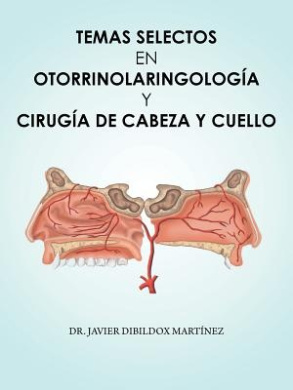 TEMAS SELECTOS
EN
OTORRINOLARINGOLOGÍA
Y
CIRUGÍA DE CABEZA Y CUELLO
DR. JAVIER DIBILDOX MARTÍNEZ